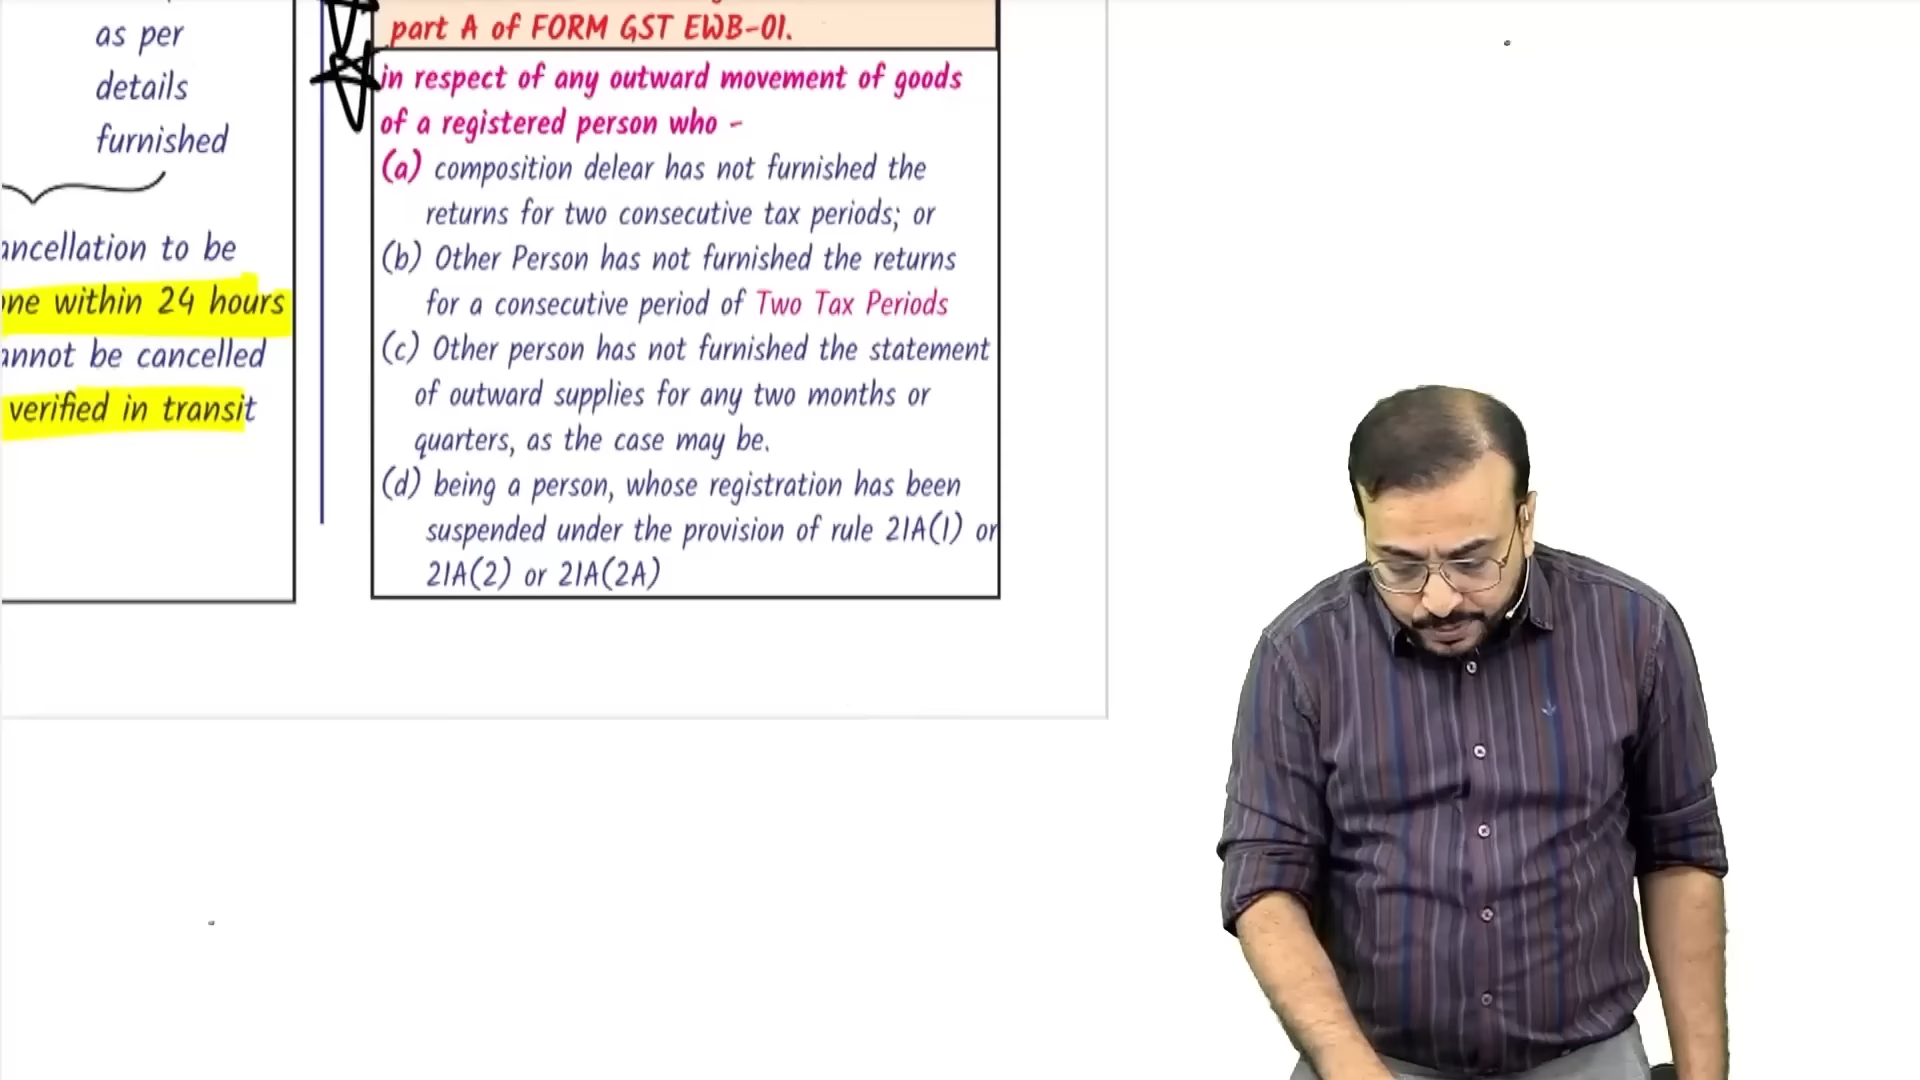 as per
details
furnished
ancellation to be
one within 24 hours
annot be cancelled
verified in transit
part A of FORM GST EWB-01.
in respect of any outward movement of goods
of a registered person who -
(a) composition delear has not furnished the
returns for two consecutive tax periods; or
(b) Other Person has not furnished the returns
for a consecutive period of Two Tax Periods
(c) Other person has not furnished the statement
of outward supplies for any two months or
quarters, as the case may be.
(d) being a person, whose registration has been
suspended under the provision of rule 21A(1) or
21A(2) or 21A(2A)